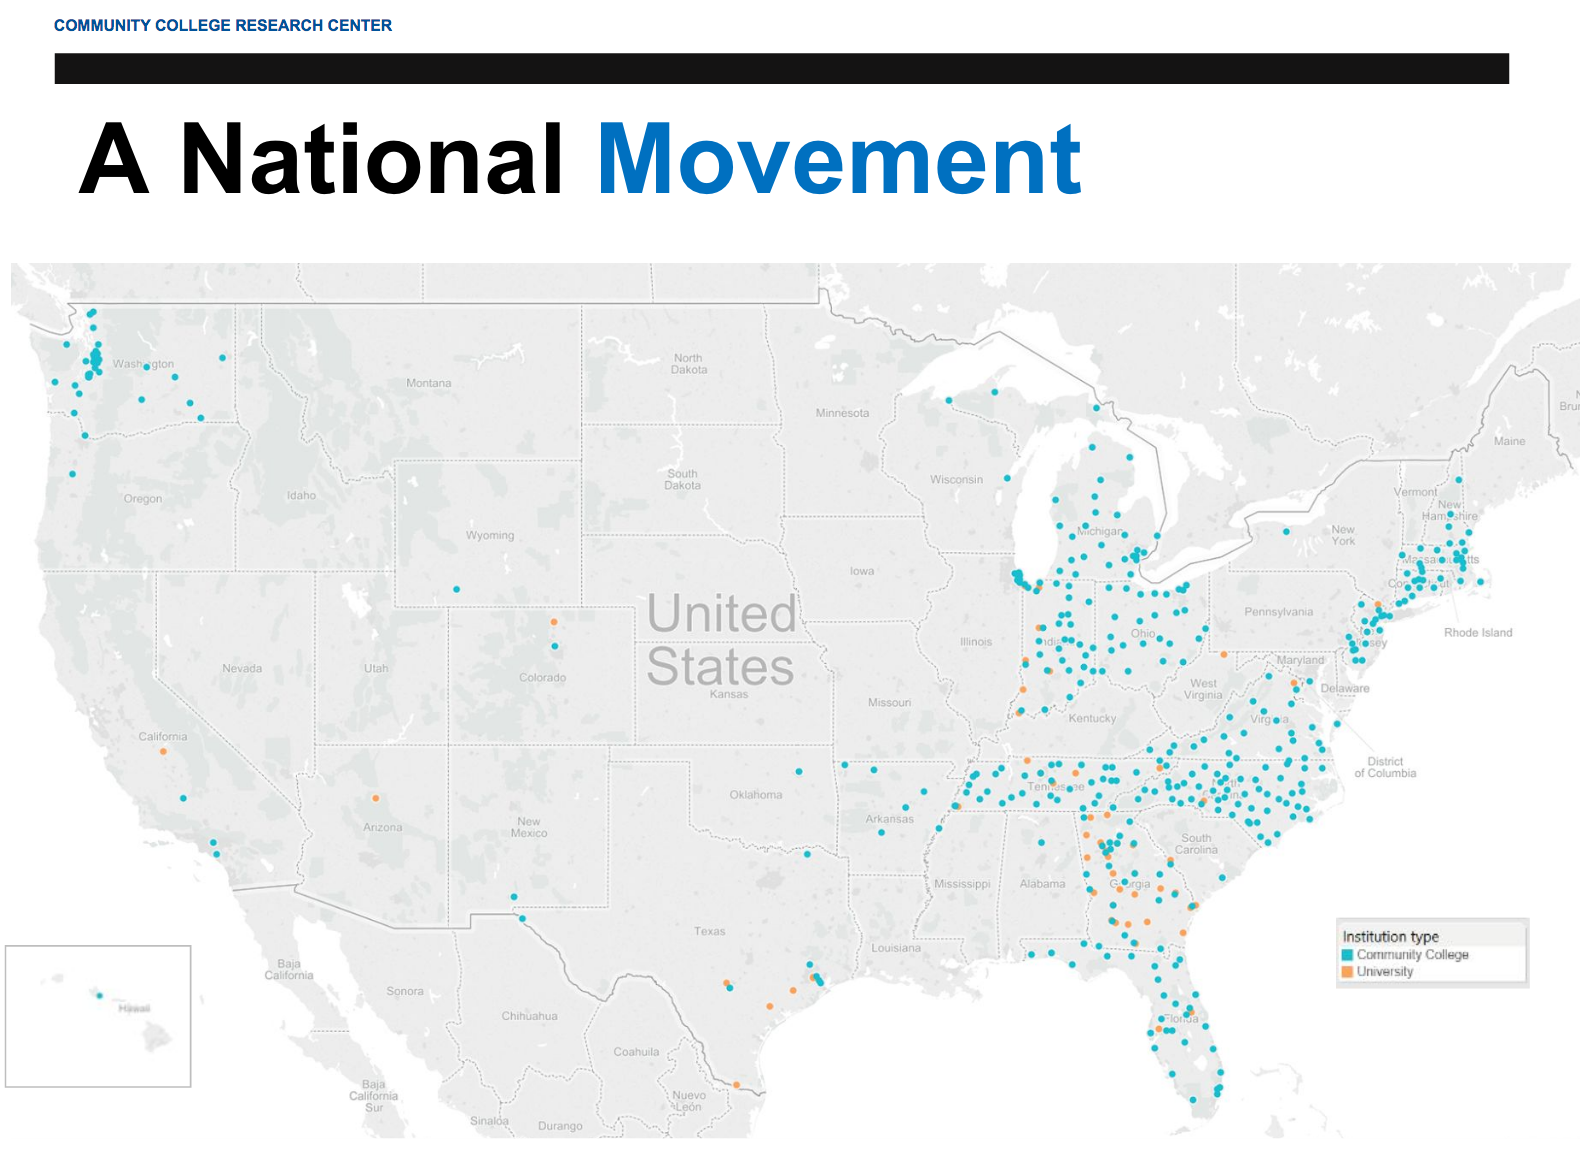 COMMUNITY COLLEGE RESEARCH CENTER
A National Movement
Washington
Montana
North
Dakota
Minnesota
Maine
Oregon
Idaho
South
Dakota
Wisconsin
Michigan
Vermont
New
Hampshire
New
York
Wyoming
Iowa
Massachusetts
Connecticut
Rhode Island
United
States
Nevada
Utah
Colorado
Kansas
Illinois
Indiana
Ohio
Pennsylvania
Jersey
Maryland
Delaware
West
Virginia
Missouri
Kentucky
Virginia
California
District
of Columbia
Arizona
New
Mexico
Oklahoma
Arkansas
Tennessee
North
Carolina
South
Carolina
Mississippi
Alabama
Georgia
Texas
Louisiana
Institution type
Community College
University
Baja
California
Sonora
Chihuahua
Coahuila
Florida
Hawaii
Baja
California
Sur
Sinaloa
Durango
Nuevo
León